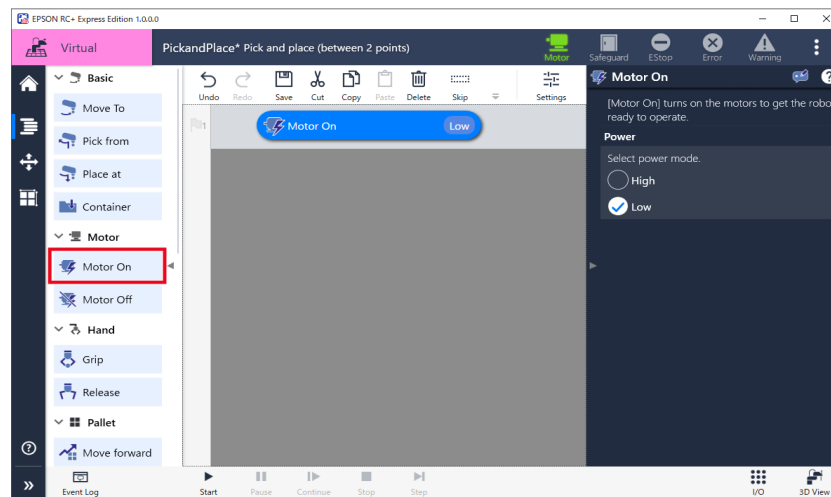 EPSON RC+ Express Edition 1.0.0.0
Virtual
PickandPlace* Pick and place (between 2 points)
Motor
Safeguard
EStop
Error
Warning
Basic
Move To
Pick from
Place at
Container
Motor
Motor On
Motor Off
Hand
Grip
Release
Pallet
Move forward
Undo
Redo
Save
Cut
Copy
Paste
Delete
Skip
Settings
1
Motor On
Low
Motor On
?
[Motor On] turns on the motors to get the robo
ready to operate.
Power
Select power mode.
High
Low
?
»
Event Log
Start
Pause
Continue
Stop
Step
I/O
3D View